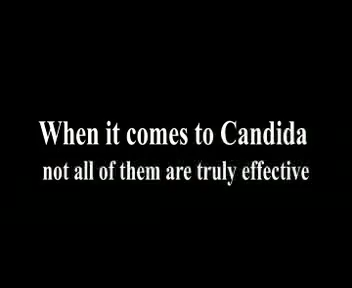 When it comes to Candida
not all of them are truly effective